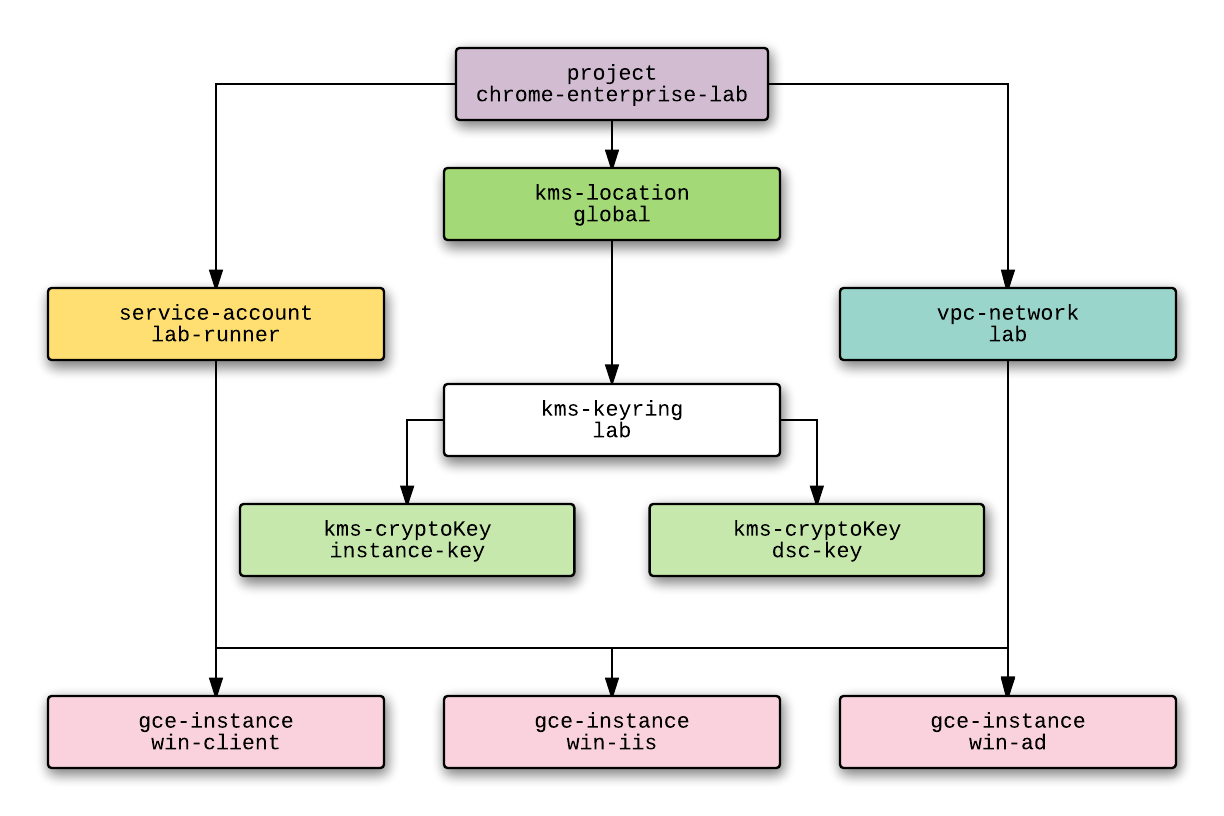 project
chrome-enterprise-lab
kms-location
global
service-account
lab-runner
vpc-network
lab
kms-keyring
lab
kms-cryptoKey
instance-key
kms-cryptoKey
dsc-key
gce-instance
win-client
gce-instance
win-iis
gce-instance
win-ad